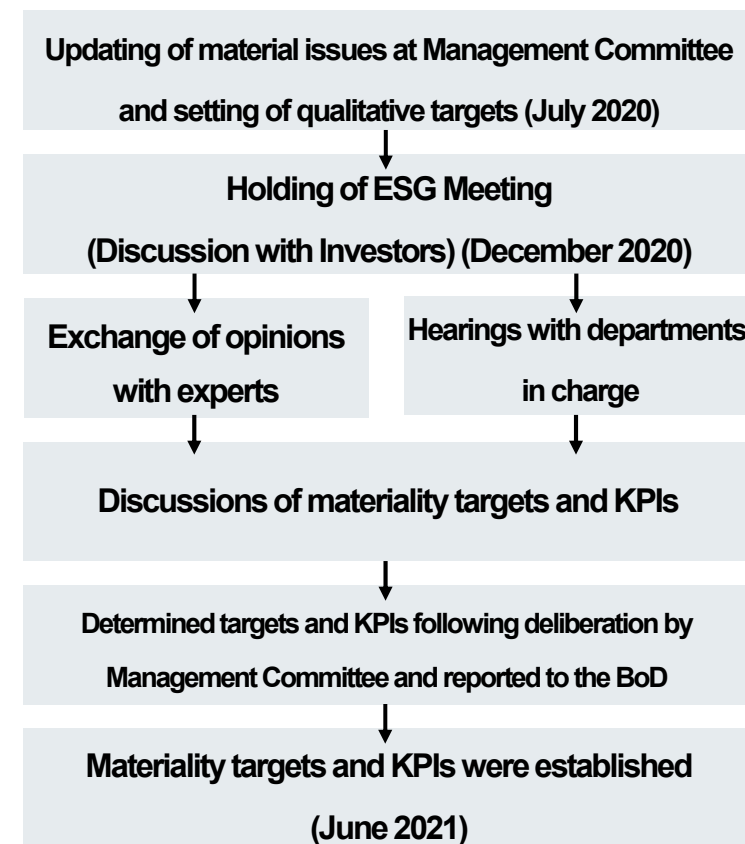 Updating of material issues at Management Committee
and setting of qualitative targets (July 2020)
Holding of ESG Meeting
(Discussion with Investors) (December 2020)
Exchange of opinions
with experts
Hearings with departments
in charge
Discussions of materiality targets and KPIs
Determined targets and KPIs following deliberation by
Management Committee and reported to the BoD
Materiality targets and KPIs were established
(June 2021)